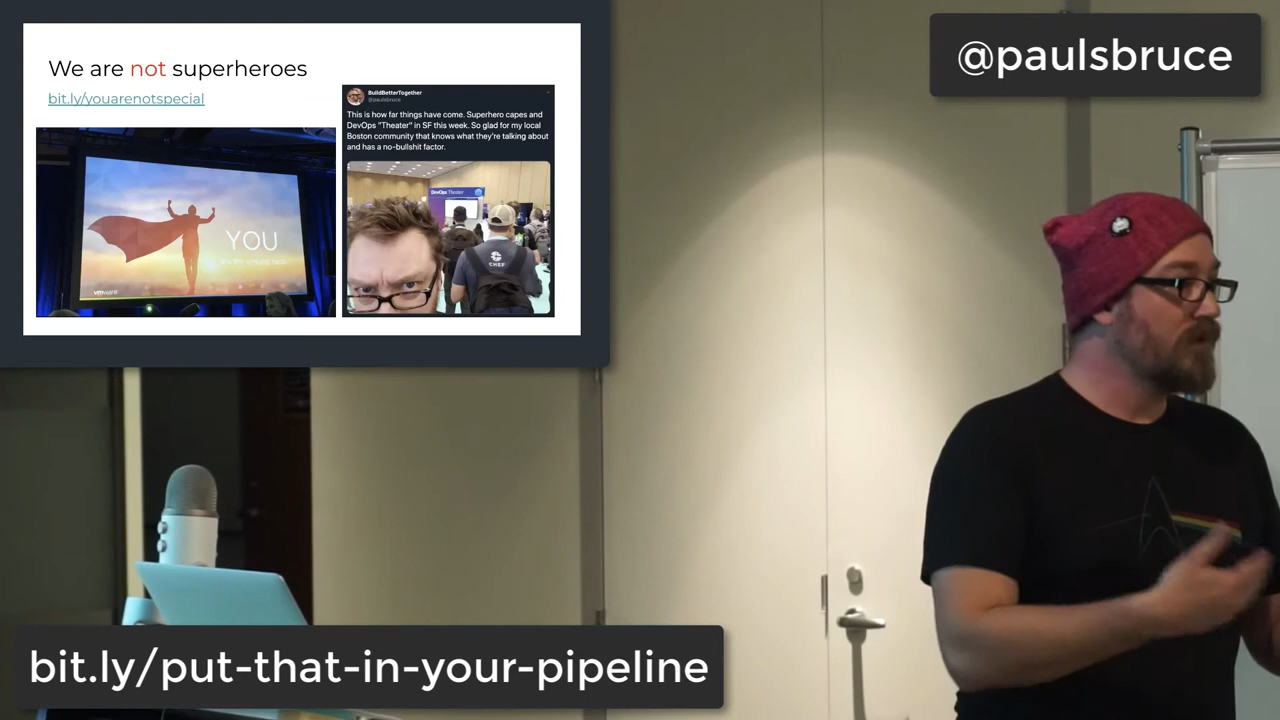 We are not superheroes
bit.ly/youarenotspecial
BuildBetterTogether
@paulsbruce
This is how far things have come. Superhero capes and
DevOps "Theater" in SF this week. So glad for my local
Boston community that knows what they're talking about
and has a no-bullshit factor.
YOU
vmware
DevOps Theater
CHEF
@paulsbruce
bit.ly/put-that-in-your-pipeline